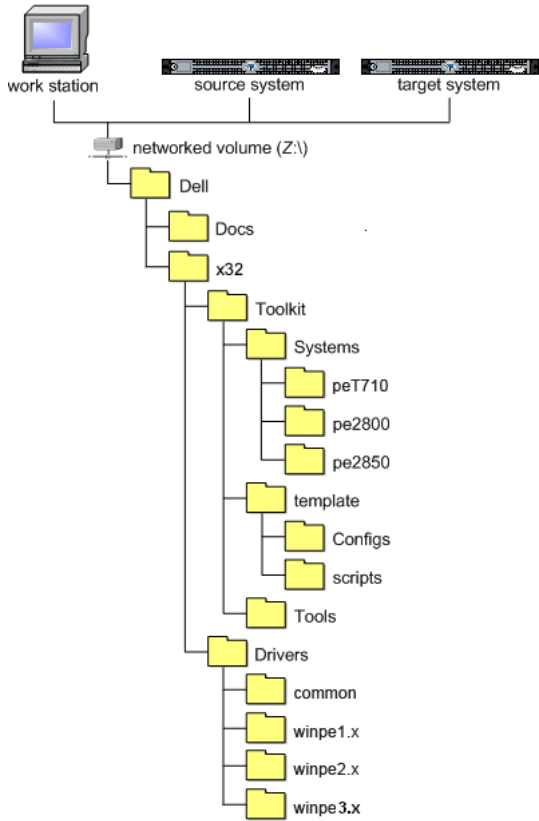 work station
source system
target system
networked volume (Z:\)
Dell
Docs
x32
Toolkit
Systems
peT710
pe2800
pe2850
template
Configs
scripts
Tools
Drivers
common
winpe1.x
winpe2.x
winpe3.x